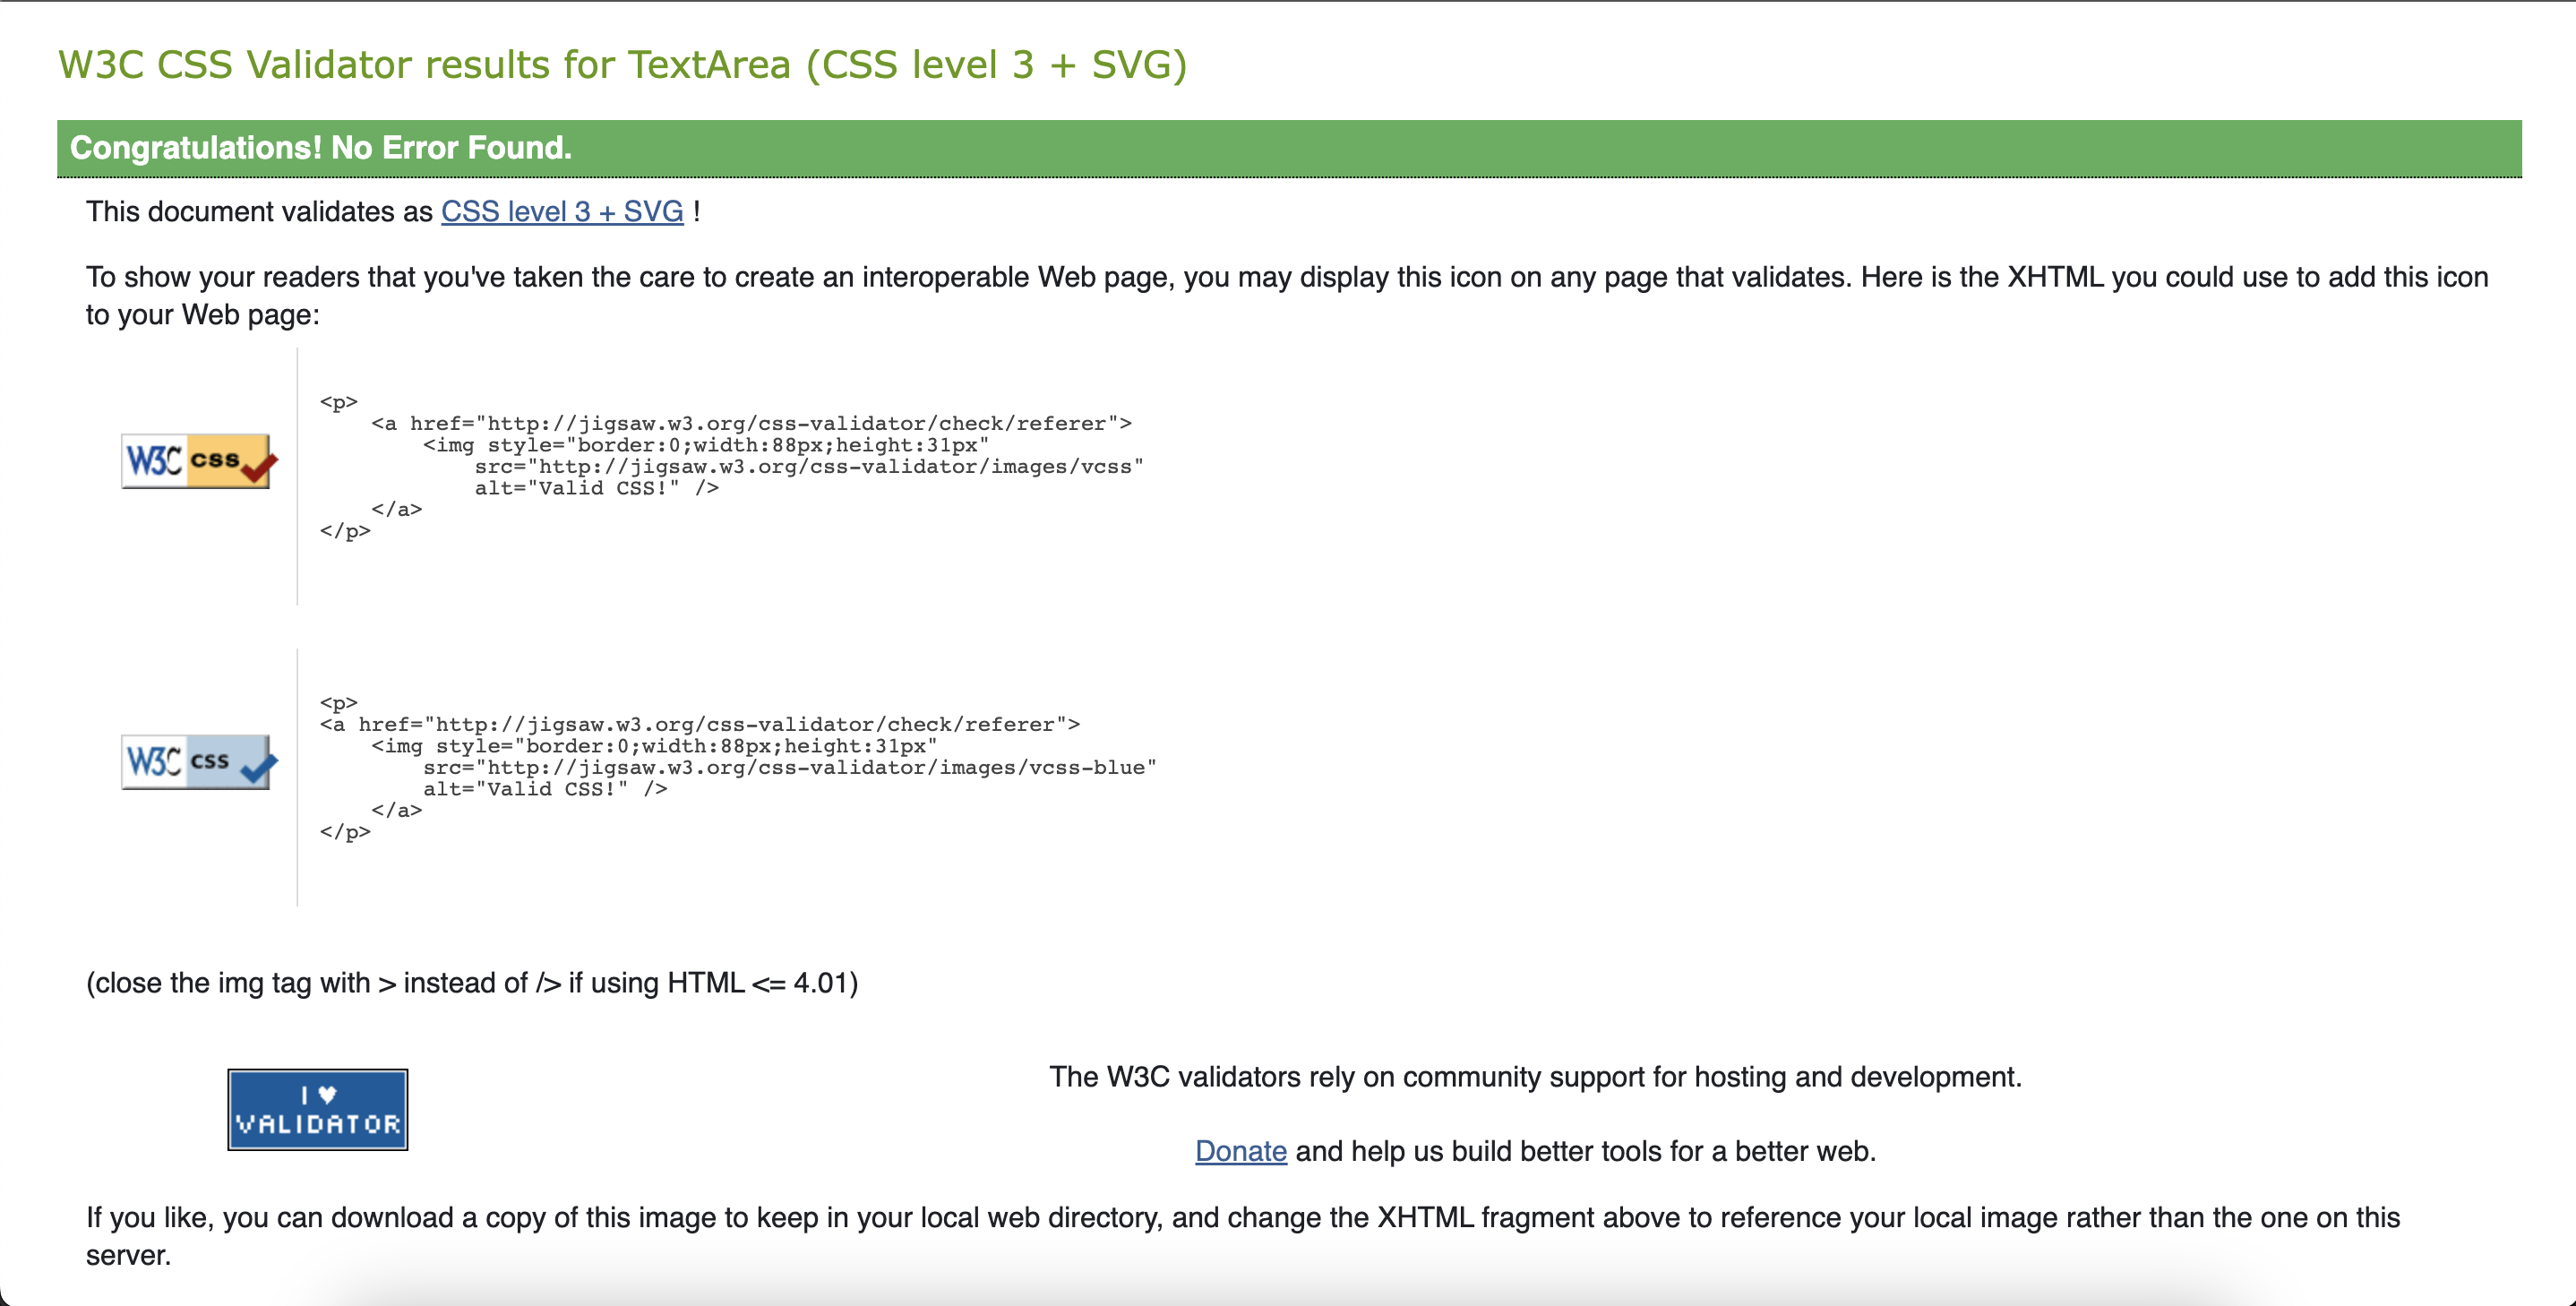 W3C CSS Validator results for TextArea (CSS level 3 + SVG)
Congratulations! No Error Found.
This document validates as CSS level 3 + SVG !
To show your readers that you've taken the care to create an interoperable Web page, you may display this icon on any page that validates. Here is the XHTML you could use to add this icon
to your Web page:
W3C css
<p>
    <a href="http://jigsaw.w3.org/css-validator/check/referer">
        <img style="border:0;width:88px;height:31px"
            src="http://jigsaw.w3.org/css-validator/images/vcss"
            alt="Valid CSS!" />
    </a>
</p>
W3C css
<p>
<a href="http://jigsaw.w3.org/css-validator/check/referer">
    <img style="border:0;width:88px;height:31px"
        src="http://jigsaw.w3.org/css-validator/images/vcss-blue"
        alt="Valid CSS!" />
    </a>
</p>
(close the img tag with > instead of /> if using HTML <= 4.01)
I ♥
VALIDATOR
The W3C validators rely on community support for hosting and development.
Donate and help us build better tools for a better web.
If you like, you can download a copy of this image to keep in your local web directory, and change the XHTML fragment above to reference your local image rather than the one on this
server.